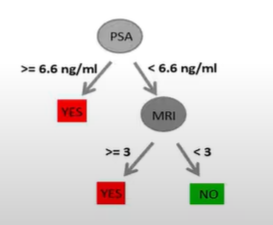 PSA
>= 6.6 ng/ml < 6.6 ng/ml
YES
MRI
>= 3 < 3
YES NO